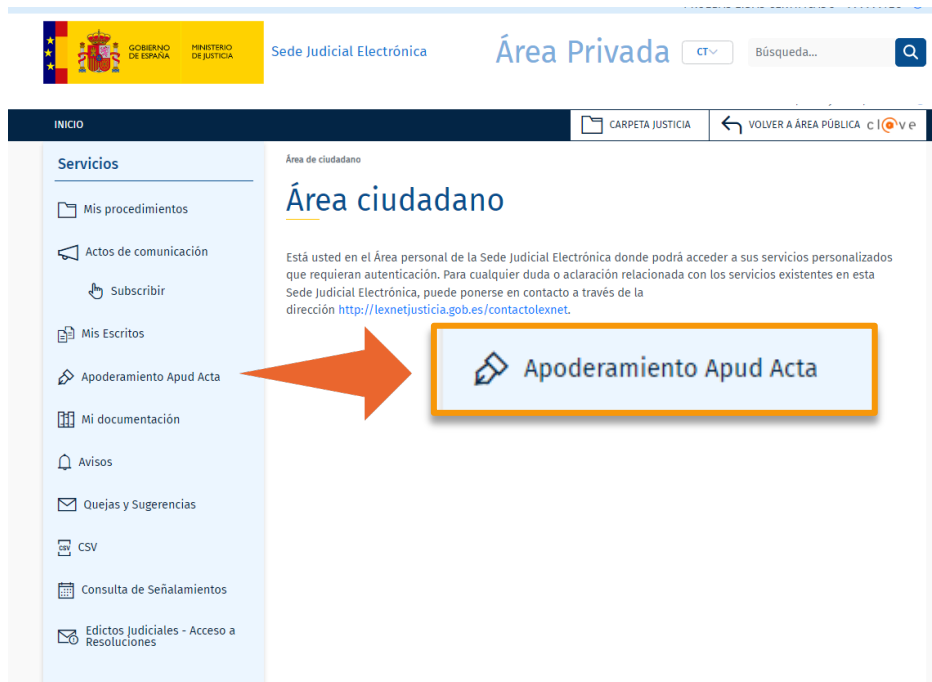 GOBIERNO
DE ESPAÑA
MINISTERIO
DE JUSTICIA
Sede Judicial Electrónica
Área Privada
CT
Búsqueda...
INICIO
CARPETA JUSTICIA
VOLVER A ÁREA PÚBLICA cl@ve
Servicios
Mis procedimientos
Actos de comunicación
Subscribir
Mis Escritos
Apoderamiento Apud Acta
Mi documentación
Avisos
Quejas y Sugerencias
CSV CSV
Consulta de Señalamientos
Edictos Judiciales - Acceso a
Resoluciones
Área de ciudadano
Área ciudadano
Está usted en el Área personal de la Sede Judicial Electrónica donde podrá acceder a sus servicios personalizados
que requieran autenticación. Para cualquier duda o aclaración relacionada con los servicios existentes en esta
Sede Judicial Electrónica, puede ponerse en contacto a través de la
dirección http://lexnetjusticia.gob.es/contactolexnet.
Apoderamiento Apud Acta